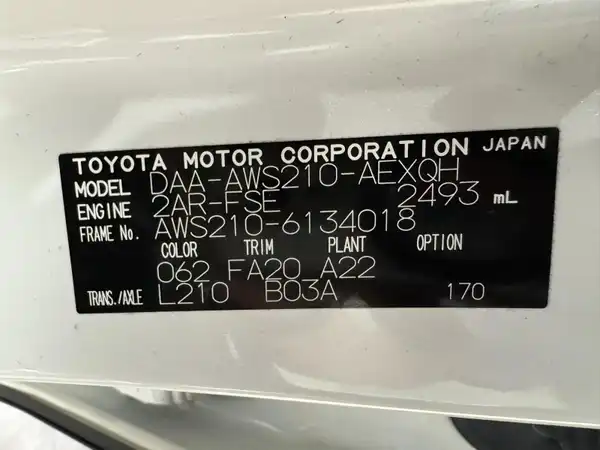 TOYOTA MOTOR CORPORATION JAPAN
MODEL DAA-AWS210-AEXQH
ENGINE 2AR-FSE 2493 mL
FRAME No. AWS210-6134018
COLOR TRIM PLANT OPTION
062 FA20 A22
TRANS./AXLE L210 B03A 170